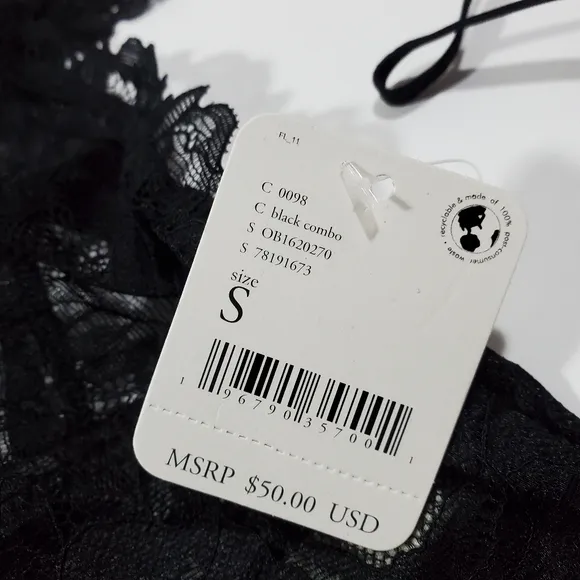 FI_11
C 0098
C black combo
S OB1620270
S 78191673
recyclable & made of 100% post-consumer waste •
size
S
1 96790 35700 1
MSRP $50.00 USD